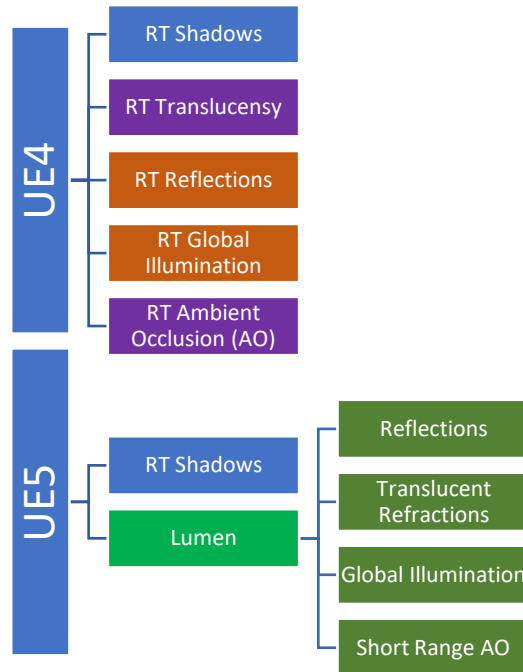 UE4
RT Shadows
RT Translucensy
RT Reflections
RT Global
Illumination
RT Ambient
Occlusion (AO)
UE5
RT Shadows
Lumen
Reflections
Translucent
Refractions
Global Illumination
Short Range AO